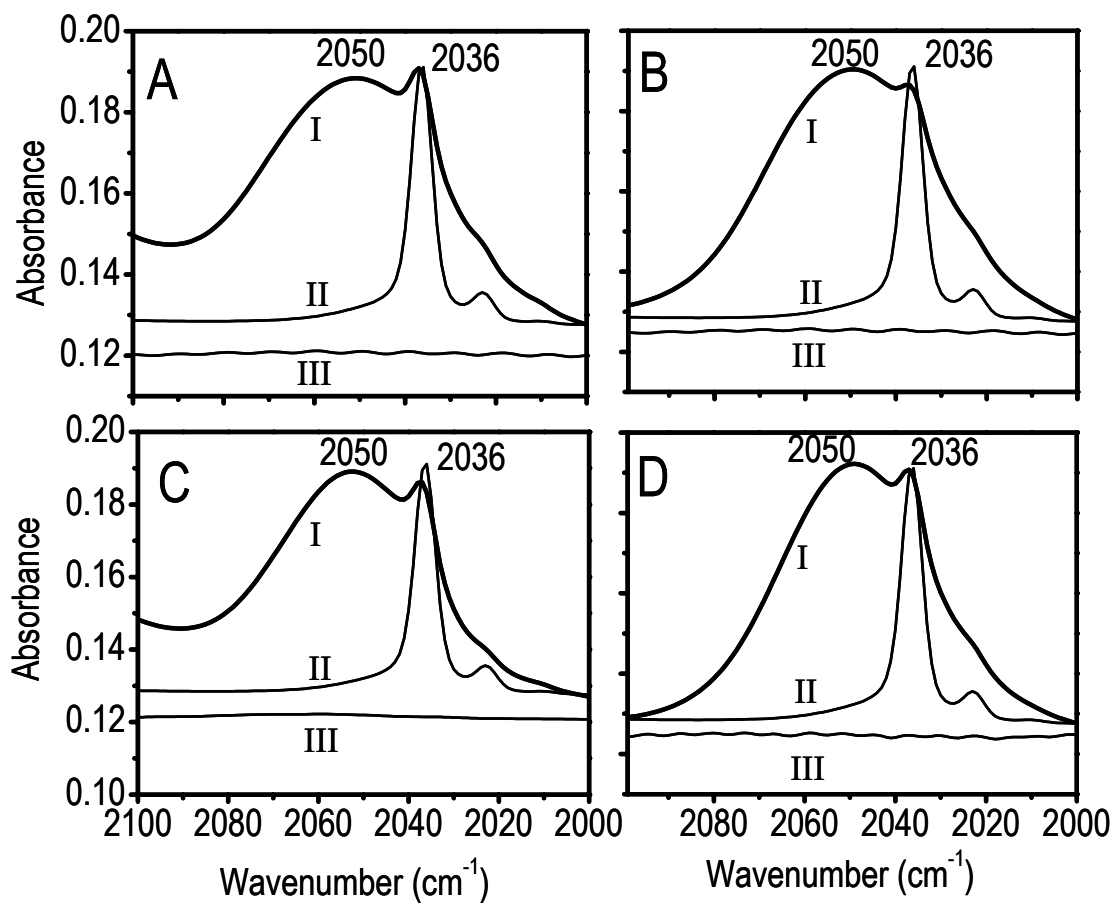 0.20
2050
2036
A
B
I
II
III
0.18
0.16
0.14
0.12
Absorbance
2050
2036
I
II
III
0.20
2050
2036
C
D
I
II
III
0.18
0.16
0.14
0.12
0.10
Absorbance
2050
2036
I
II
III
2100 2080 2060 2040 2020 2000
2080 2060 2040 2020 2000
Wavenumber (cm⁻¹)
Wavenumber (cm⁻¹)